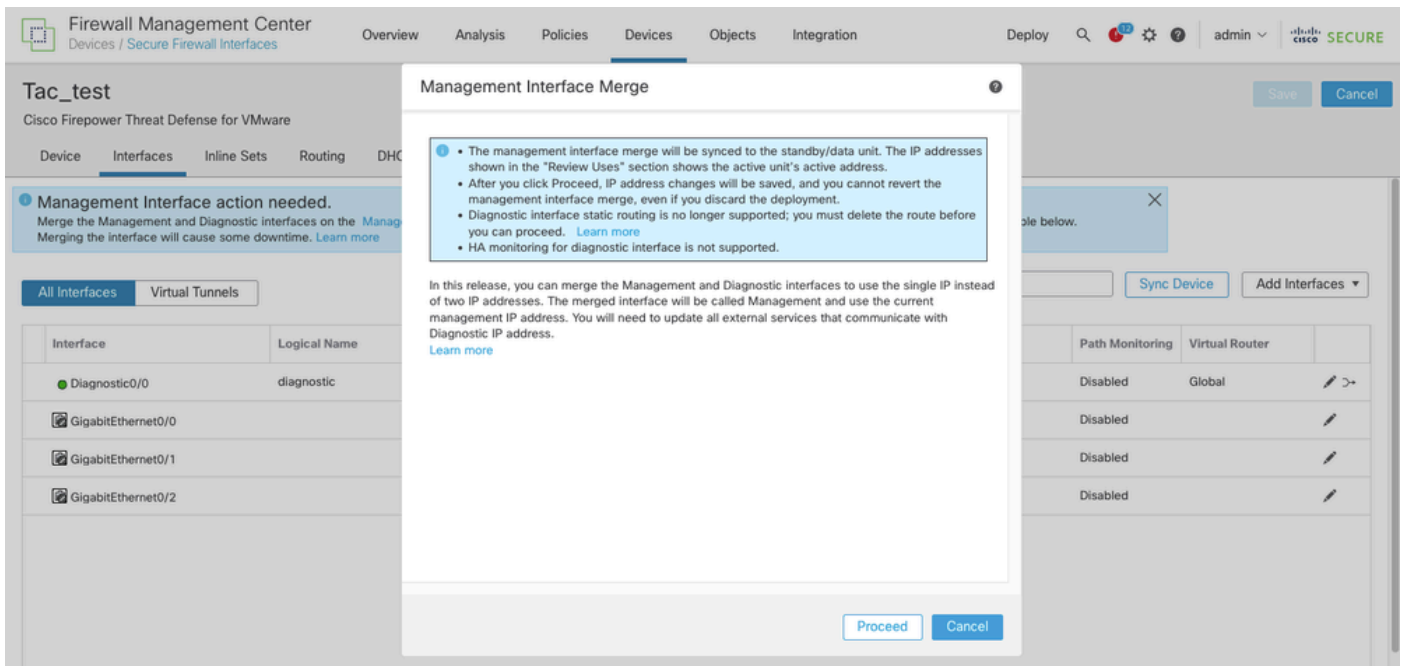 Firewall Management Center
Devices / Secure Firewall Interfaces
Overview Analysis Policies Devices Objects Integration
Deploy 12 admin
cisco SECURE
Tac_test
Cisco Firepower Threat Defense for VMware
Save Cancel
Device Interfaces Inline Sets Routing DHC
Management Interface action needed.
Merge the Management and Diagnostic interfaces on the Manag
ble below.
Merging the interface will cause some downtime. Learn more
All Interfaces Virtual Tunnels
Sync Device Add Interfaces
Interface Logical Name Path Monitoring Virtual Router
Diagnostic0/0 diagnostic Disabled Global
GigabitEthernet0/0 Disabled
GigabitEthernet0/1 Disabled
GigabitEthernet0/2 Disabled
Management Interface Merge
• The management interface merge will be synced to the standby/data unit. The IP addresses
shown in the "Review Uses" section shows the active unit's active address.
• After you click Proceed, IP address changes will be saved, and you cannot revert the
management interface merge, even if you discard the deployment.
• Diagnostic interface static routing is no longer supported; you must delete the route before
you can proceed. Learn more
• HA monitoring for diagnostic interface is not supported.
In this release, you can merge the Management and Diagnostic interfaces to use the single IP instead
of two IP addresses. The merged interface will be called Management and use the current
management IP address. You will need to update all external services that communicate with
Diagnostic IP address.
Learn more
Proceed Cancel